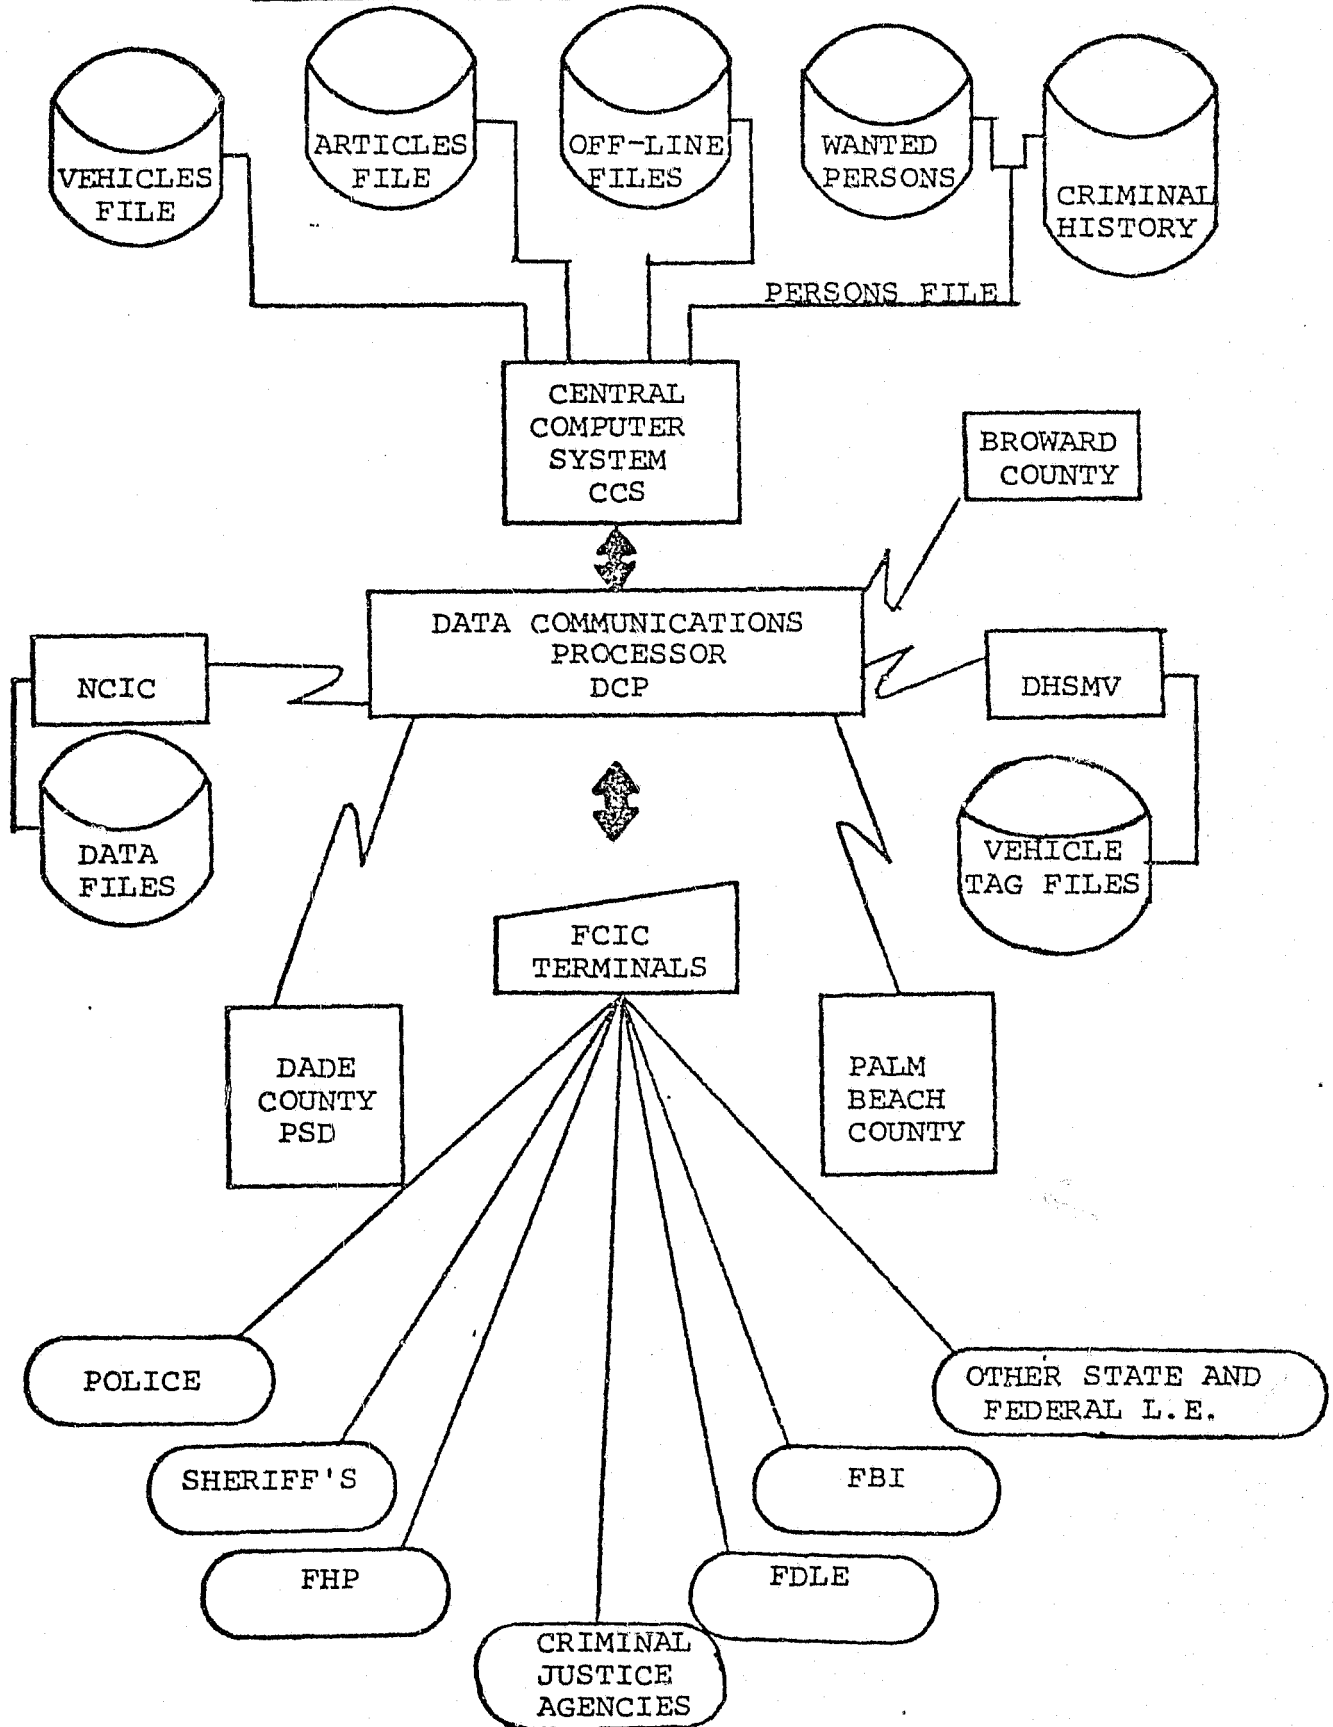 VEHICLES
FILE
ARTICLES
FILE
OFF-LINE
FILES
WANTED
PERSONS
CRIMINAL
HISTORY
PERSONS FILE
CENTRAL
COMPUTER
SYSTEM
CCS
BROWARD
COUNTY
DATA COMMUNICATIONS
PROCESSOR
DCP
NCIC
DHSMV
DATA
FILES
VEHICLE
TAG FILES
FCIC
TERMINALS
DADE
COUNTY
PSD
PALM
BEACH
COUNTY
POLICE
OTHER STATE AND
FEDERAL L.E.
SHERIFF'S
FBI
FHP
FDLE
CRIMINAL
JUSTICE
AGENCIES